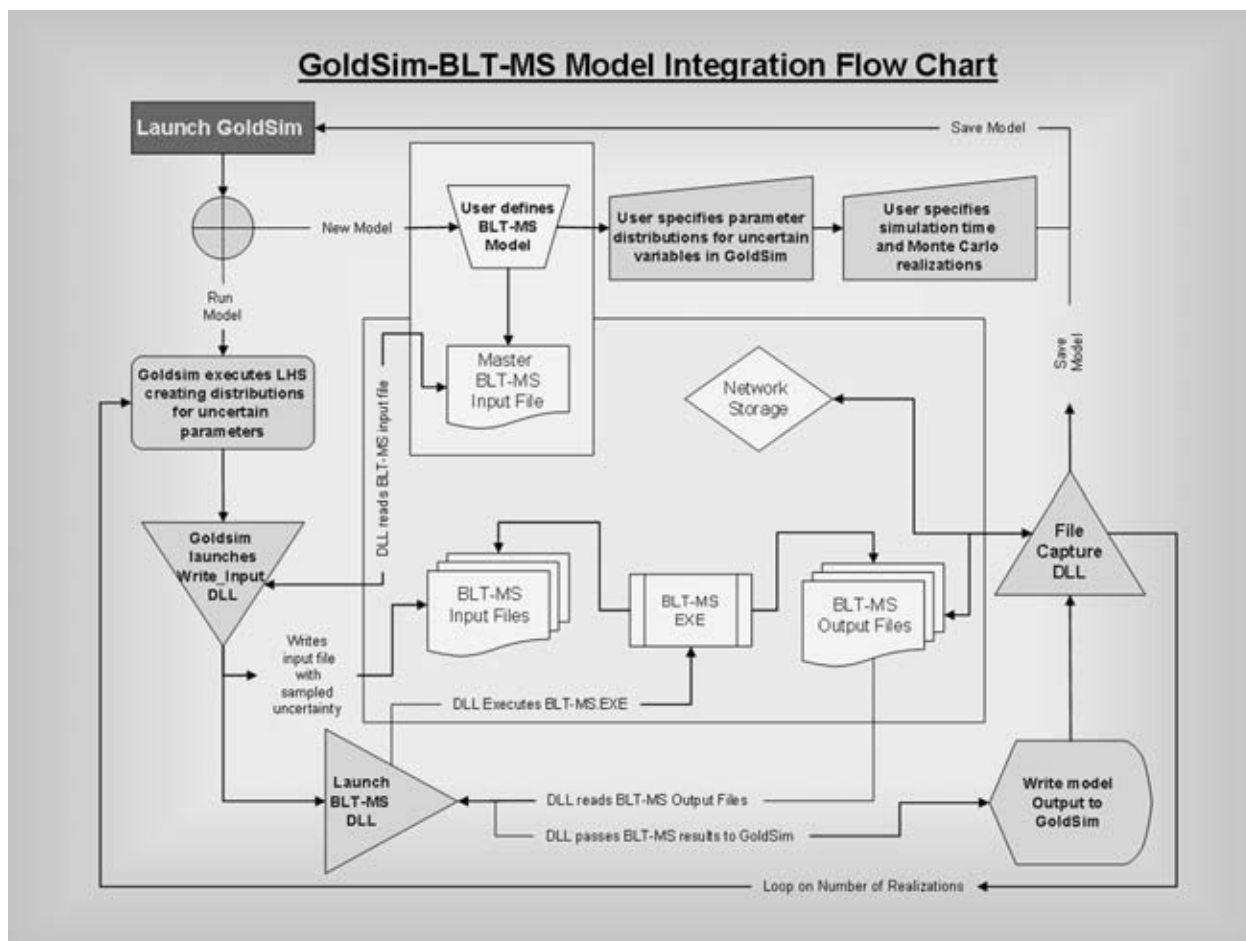 GoldSim-BLT-MS Model Integration Flow Chart
Launch GoldSim
Save Model
New Model
User defines
BLT-MS
Model
User specifies parameter
distributions for uncertain
variables in GoldSim
User specifies
simulation time
and Monte Carlo
realizations
Run
Model
Goldsim executes LHS
creating distributions
for uncertain
parameters
DLL reads BLT-MS input file
Master
BLT-MS
Input File
Network
Storage
Save
Model
Goldsim
launches
Write_Input
DLL
BLT-MS
Input Files
BLT-MS
EXE
BLT-MS
Output Files
File
Capture
DLL
Writes
input file
with
sampled
uncertainty
DLL Executes BLT-MS.EXE
Launch
BLT-MS
DLL
DLL reads BLT-MS Output Files
DLL passes BLT-MS results to GoldSim
Write model
Output to
GoldSim
Loop on Number of Realizations